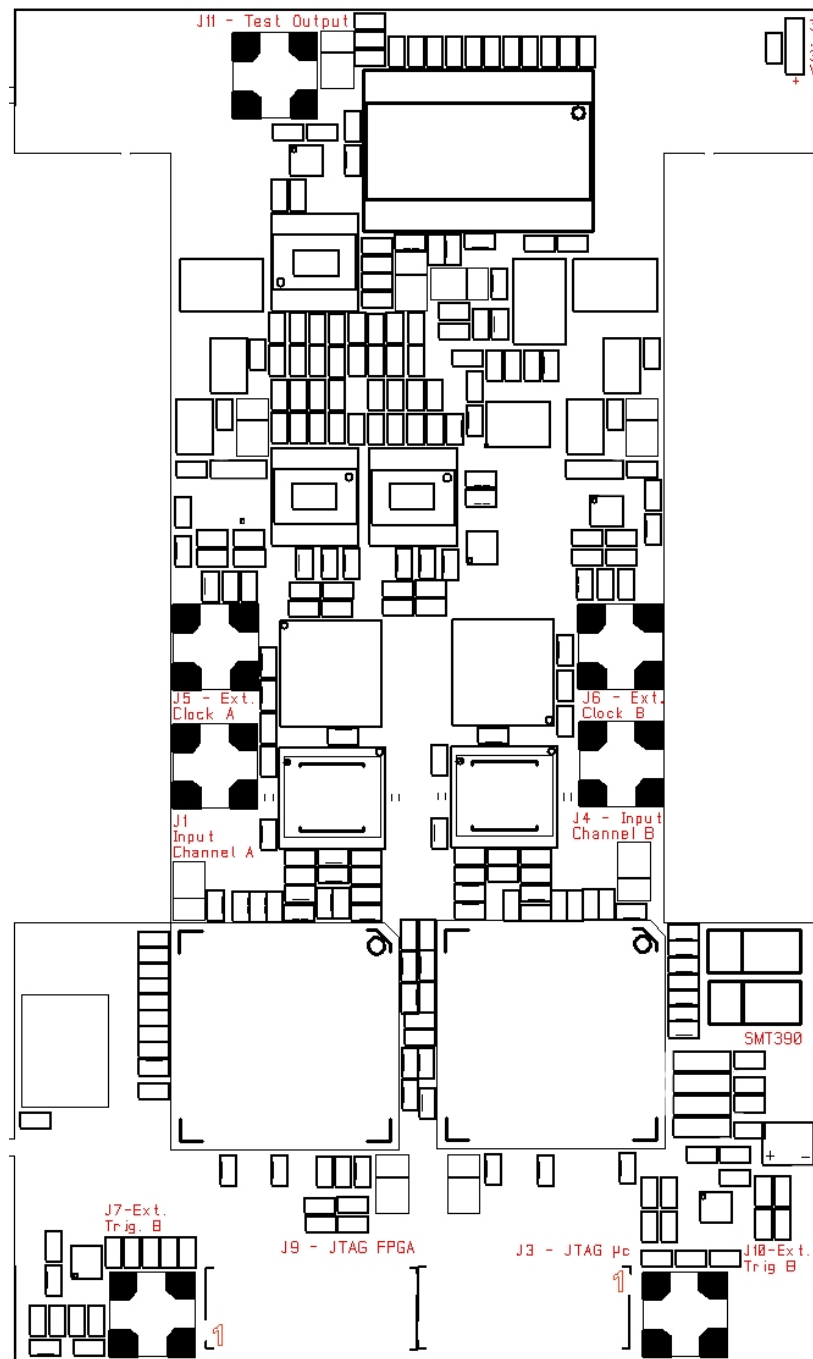 J11 - Test Output
+
J5 - Ext.
Clock A
J6 - Ext.
Clock B
J1
Input
Channel A
J4 - Input
Channel B
SMT390
+ -
J7-Ext.
Trig. B
J9 - JTAG FPGA
J3 - JTAG µc
J10-Ext.
Trig B
1
1